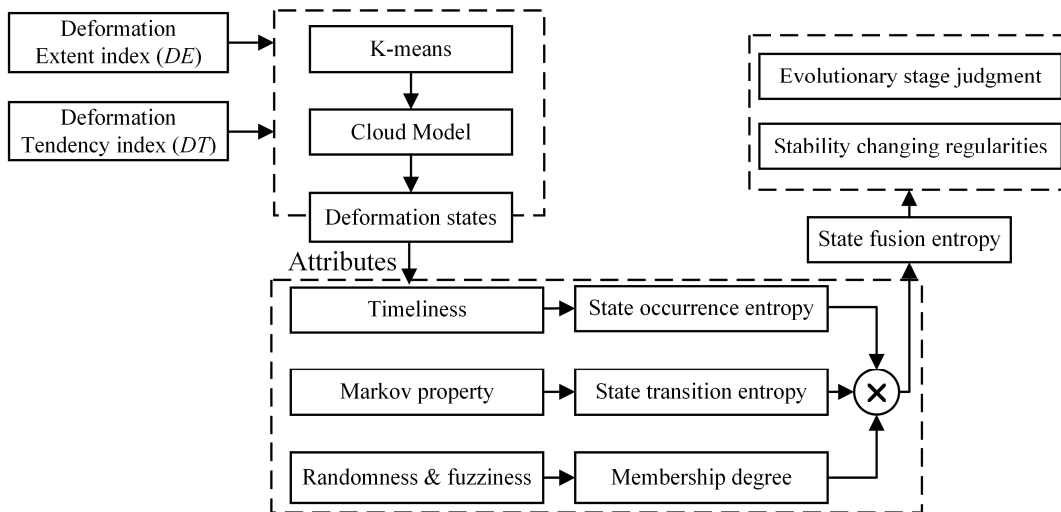 Deformation
Extent index (DE)
Deformation
Tendency index (DT)
K-means
Cloud Model
Deformation states
Attributes
Timeliness
State occurrence entropy
Markov property
State transition entropy
Randomness & fuzziness
Membership degree
State fusion entropy
Evolutionary stage judgment
Stability changing regularities